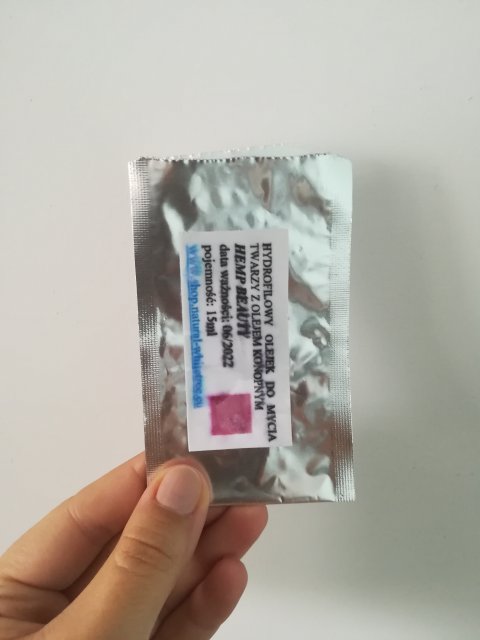 HYDROFILOWY OLEJEK DO MYCIA
TWARZY Z OLEJEM KONOPNYM
HEMP BEAUTY
data ważności: 06/2022
pojemność: 15ml